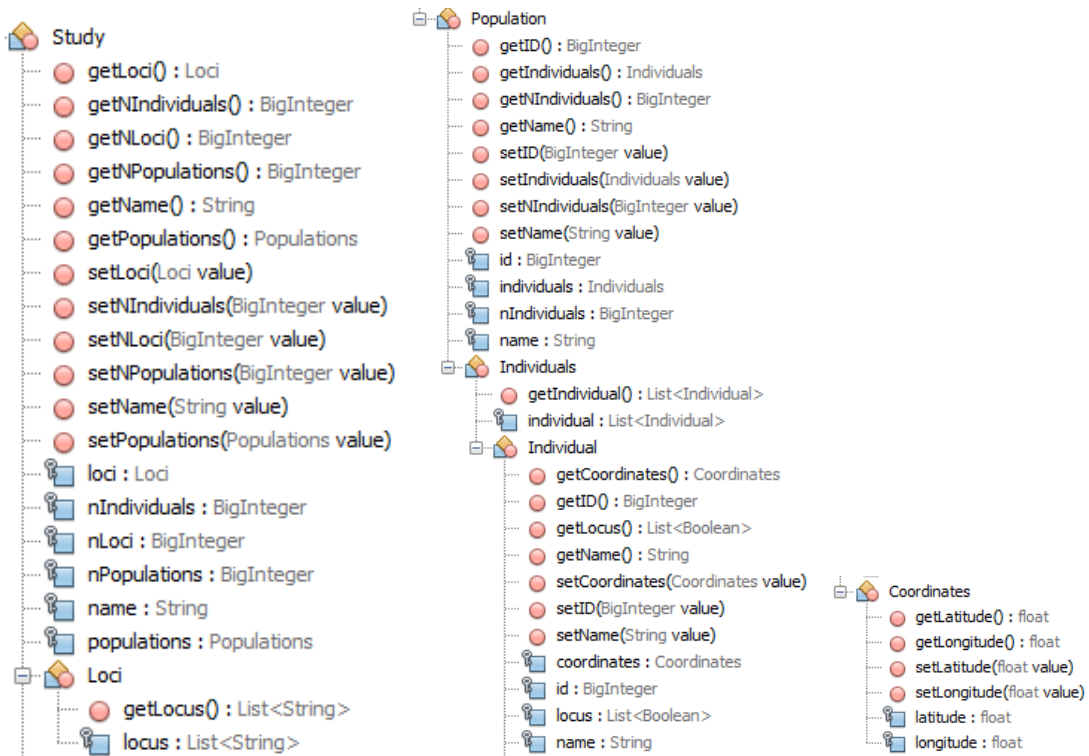 Study
getLoci() : Loci
getNIndividuals() : BigInteger
getNLoci() : BigInteger
getNPopulations() : BigInteger
getName() : String
getPopulations() : Populations
setLoci(Loci value)
setNIndividuals(BigInteger value)
setNLoci(BigInteger value)
setNPopulations(BigInteger value)
setName(String value)
setPopulations(Populations value)
loci : Loci
nIndividuals : BigInteger
nLoci : BigInteger
nPopulations : BigInteger
name : String
populations : Populations
Loci
getLocus() : List<String>
locus : List<String>
Population
getID() : BigInteger
getIndividuals() : Individuals
getNIndividuals() : BigInteger
getName() : String
setID(BigInteger value)
setIndividuals(Individuals value)
setNIndividuals(BigInteger value)
setName(String value)
id : BigInteger
individuals : Individuals
nIndividuals : BigInteger
name : String
Individuals
getIndividual() : List<Individual>
individual : List<Individual>
Individual
getCoordinates() : Coordinates
getID() : BigInteger
getLocus() : List<Boolean>
getName() : String
setCoordinates(Coordinates value)
setID(BigInteger value)
setName(String value)
coordinates : Coordinates
id : BigInteger
locus : List<Boolean>
name : String
Coordinates
getLatitude() : float
getLongitude() : float
setLatitude(float value)
setLongitude(float value)
latitude : float
longitude : float